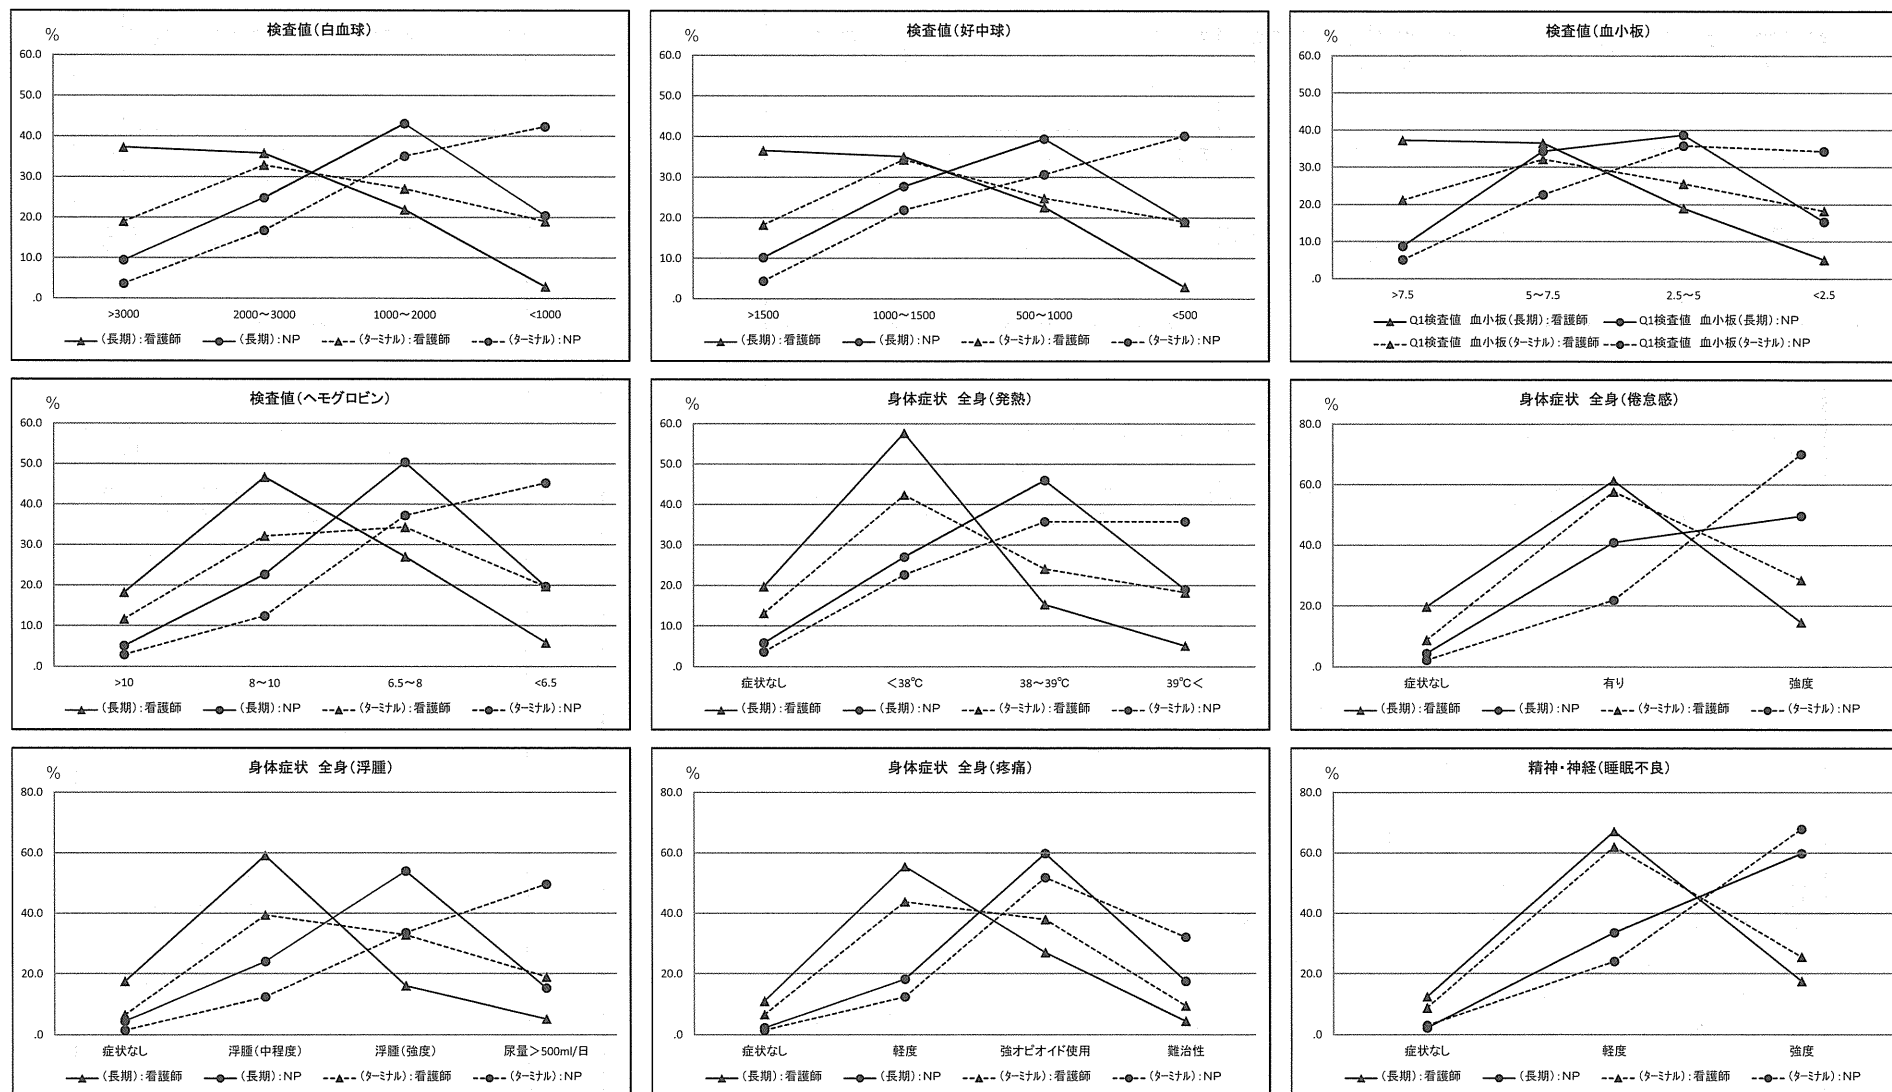 検査値(白血球)
%
60.0
50.0
40.0
30.0
20.0
10.0
.0
>3000 2000～3000 1000～2000 <1000
(長期):看護師 (長期):NP (ターミナル):看護師 (ターミナル):NP
検査値(好中球)
%
60.0
50.0
40.0
30.0
20.0
10.0
.0
>1500 1000～1500 500～1000 <500
(長期):看護師 (長期):NP (ターミナル):看護師 (ターミナル):NP
検査値(血小板)
%
60.0
50.0
40.0
30.0
20.0
10.0
.0
>7.5 5～7.5 2.5～5 <2.5
Q1検査値 血小板(長期):看護師 Q1検査値 血小板(長期):NP
Q1検査値 血小板(ターミナル):看護師 Q1検査値 血小板(ターミナル):NP
検査値(ヘモグロビン)
%
60.0
50.0
40.0
30.0
20.0
10.0
.0
>10 8～10 6.5～8 <6.5
(長期):看護師 (長期):NP (ターミナル):看護師 (ターミナル):NP
身体症状 全身(発熱)
%
60.0
50.0
40.0
30.0
20.0
10.0
.0
症状なし <38℃ 38～39℃ 39℃<
(長期):看護師 (長期):NP (ターミナル):看護師 (ターミナル):NP
身体症状 全身(倦怠感)
%
80.0
60.0
40.0
20.0
.0
症状なし 有り 強度
(長期):看護師 (長期):NP (ターミナル):看護師 (ターミナル):NP
身体症状 全身(浮腫)
%
80.0
60.0
40.0
20.0
.0
症状なし 浮腫(中程度) 浮腫(強度) 尿量>500ml/日
(長期):看護師 (長期):NP (ターミナル):看護師 (ターミナル):NP
身体症状 全身(疼痛)
%
80.0
60.0
40.0
20.0
.0
症状なし 軽度 強オピオイド使用 難治性
(長期):看護師 (長期):NP (ターミナル):看護師 (ターミナル):NP
精神・神経(睡眠不良)
%
80.0
60.0
40.0
20.0
.0
症状なし 軽度 強度
(長期):看護師 (長期):NP (ターミナル):看護師 (ターミナル):NP